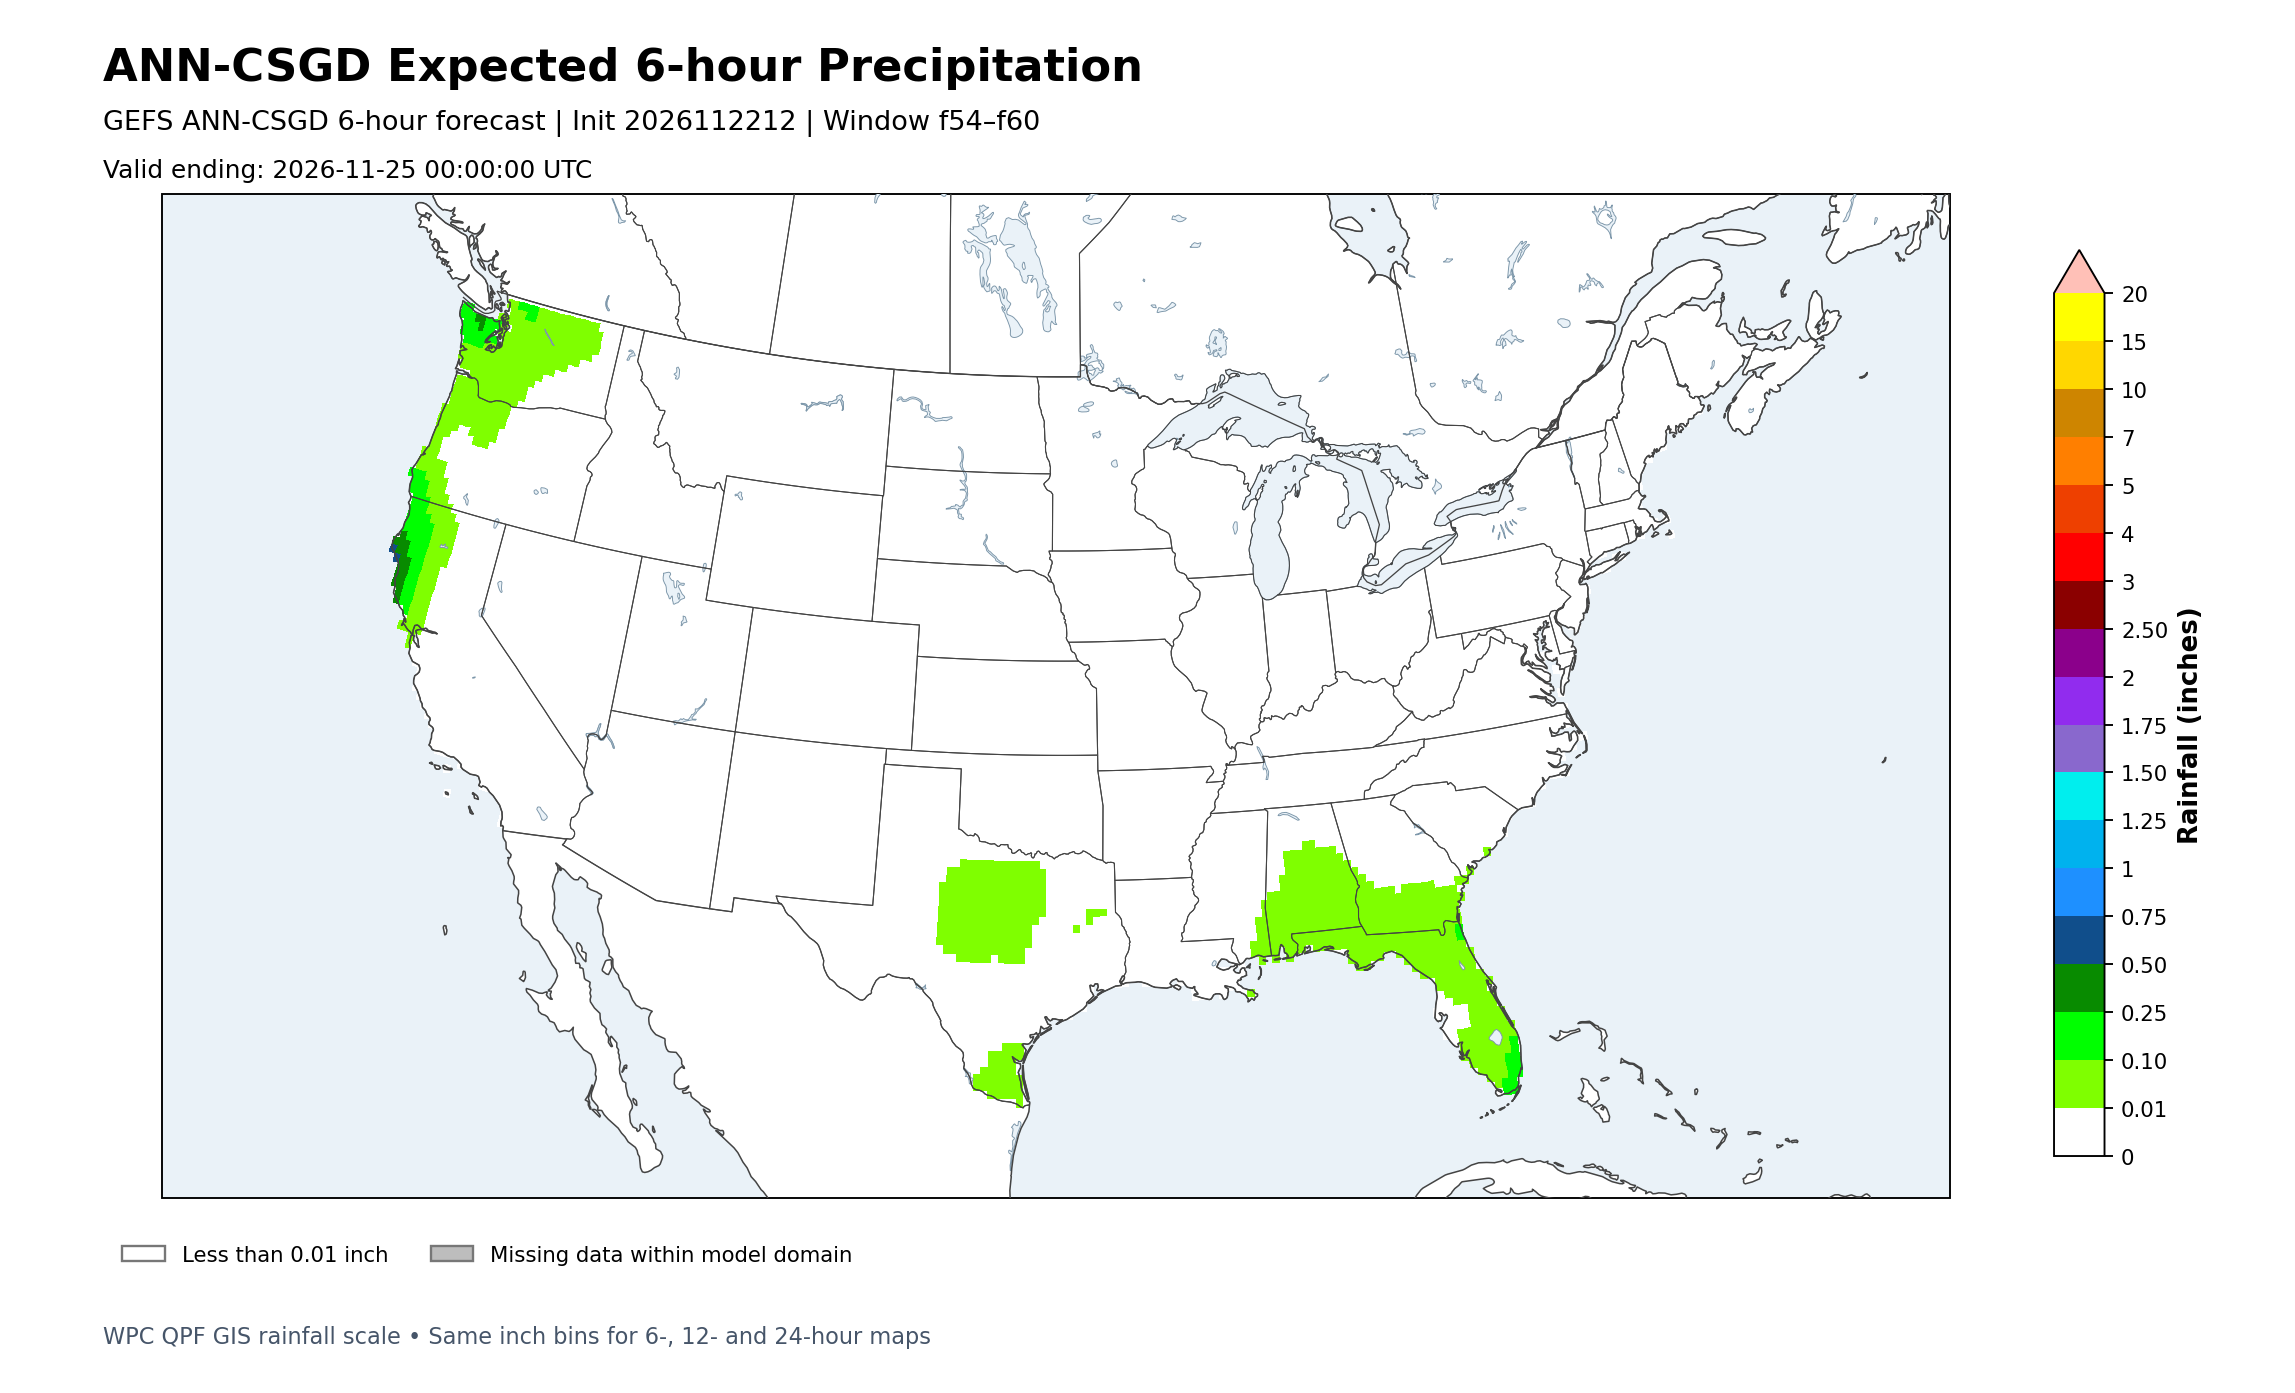 ANN-CSGD Expected 6-hour Precipitation
GEFS ANN-CSGD 6-hour forecast | Init 2026112212 | Window f54–f60
Valid ending: 2026-11-25 00:00:00 UTC
20
15
10
7
5
4
3
2.50
2
1.75
1.50
1.25
1
0.75
0.50
0.25
0.10
0.01
0
Rainfall (inches)
Less than 0.01 inch
Missing data within model domain
WPC QPF GIS rainfall scale • Same inch bins for 6-, 12- and 24-hour maps